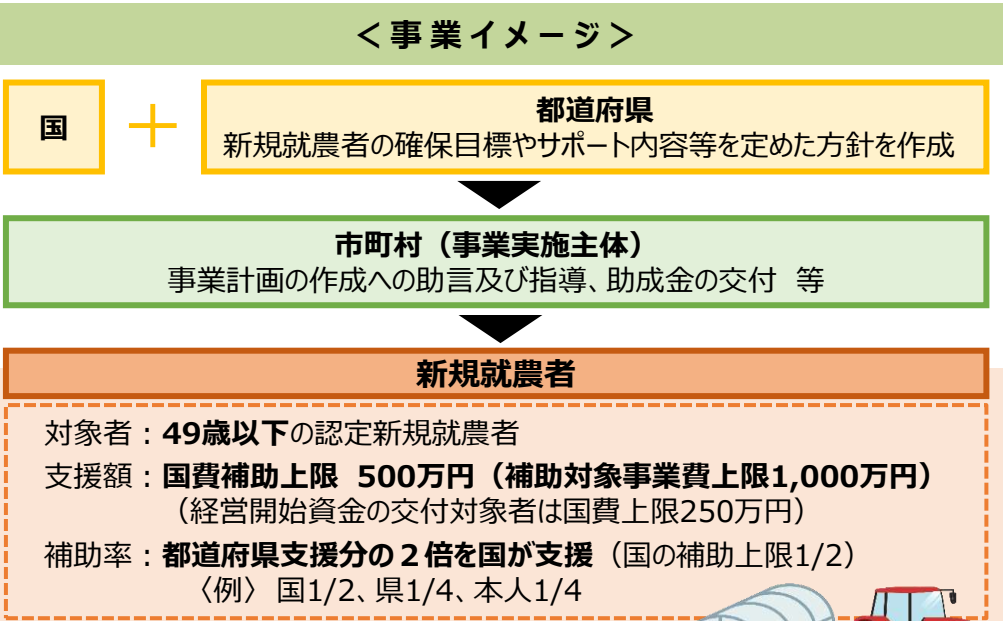 ＜事業イメージ＞
国
＋
都道府県
新規就農者の確保目標やサポート内容等を定めた方針を作成
市町村（事業実施主体）
事業計画の作成への助言及び指導、助成金の交付 等
新規就農者
対象者：49歳以下の認定新規就農者
支援額：国費補助上限 500万円（補助対象事業費上限1,000万円）
（経営開始資金の交付対象者は国費上限250万円）
補助率：都道府県支援分の２倍を国が支援（国の補助上限1/2）
〈例〉 国1/2、県1/4、本人1/4